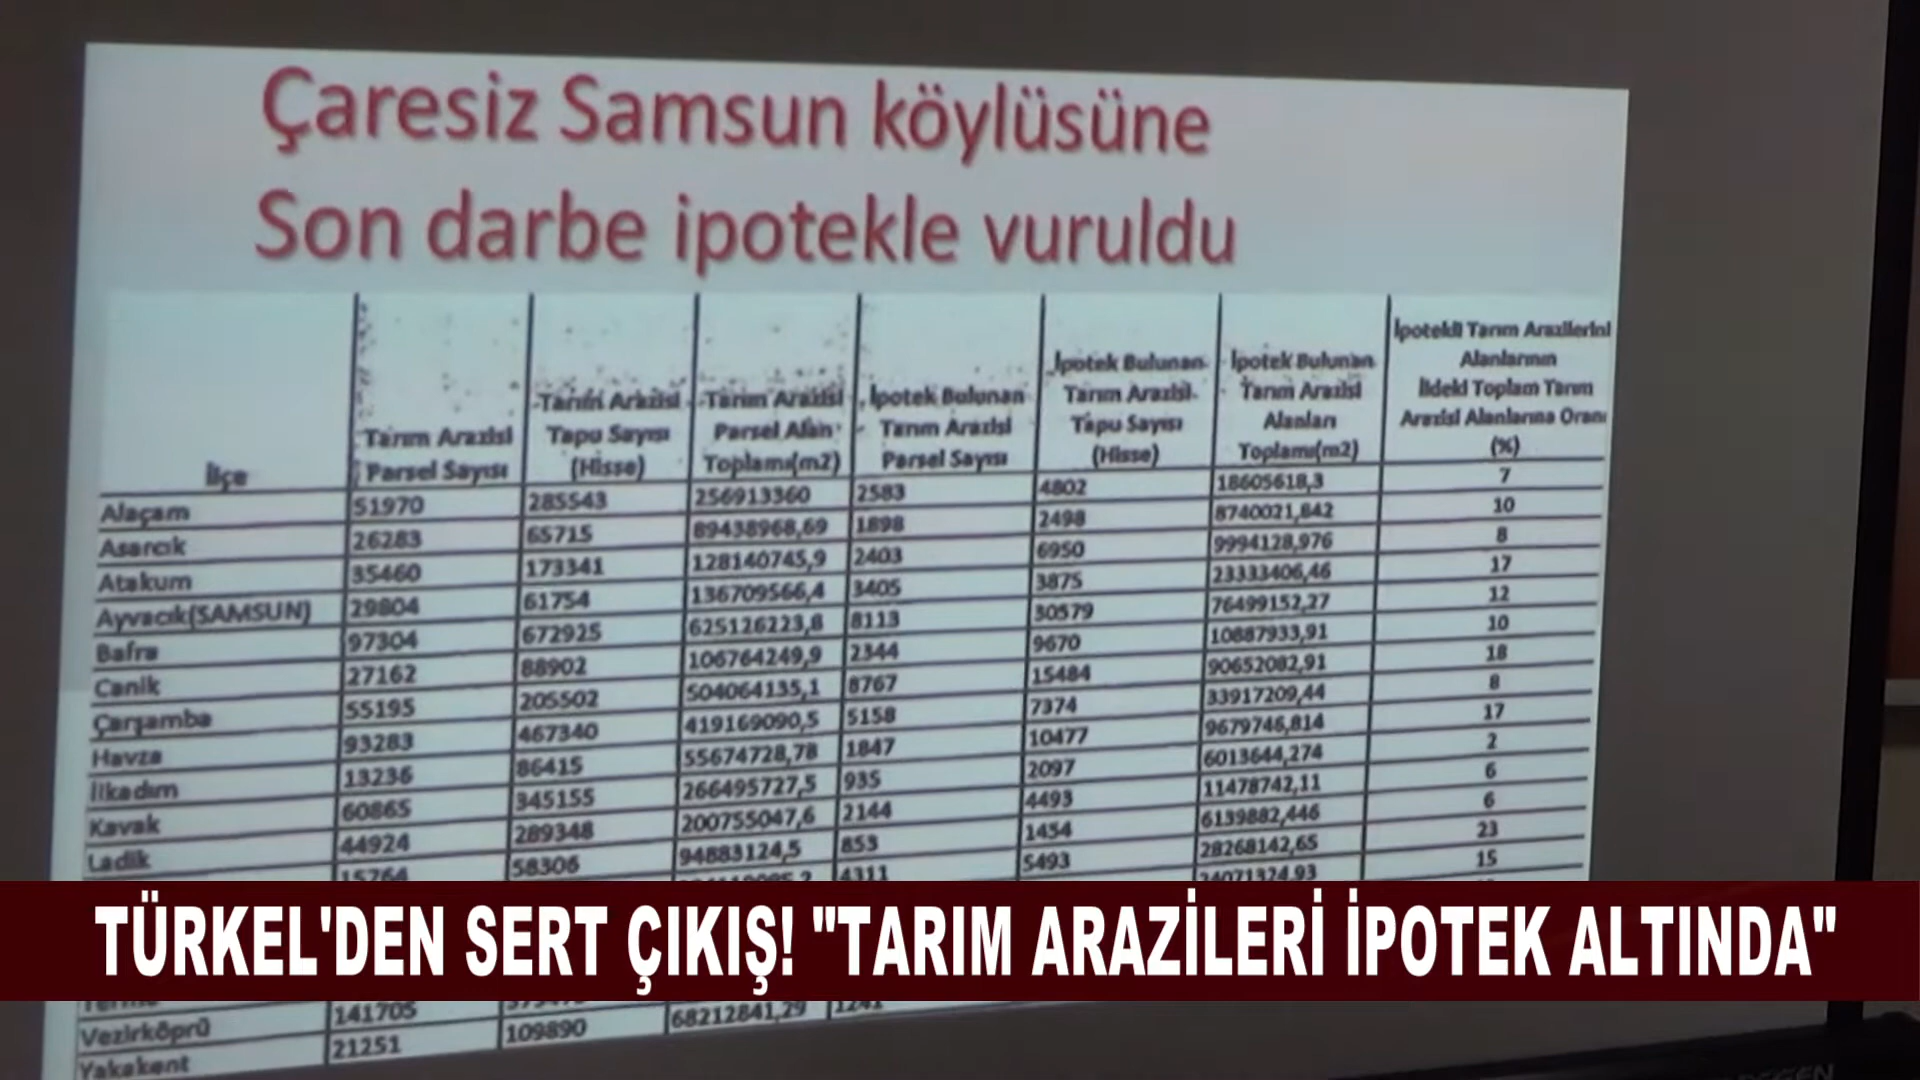 Çaresiz Samsun köylüsüne
Son darbe ipotekle vuruldu
İlçe
Tarım Arazisi
Parsel Sayısı
Tarım Arazisi
Tapu Sayısı
(Hisse)
Tarım Arazisi
Parsel Alan
Toplamı(m2)
İpotek Bulunan
Tarım Arazisi
Parsel Sayısı
İpotek Bulunan
Tarım Arazisi
Tapu Sayısı
(Hisse)
İpotek Bulunan
Tarım Arazisi
Alanları
Toplamı(m2)
İpotekli Tarım Arazilerini
Alanlarının
İldeki Toplam Tarım
Arazisi Alanlarına Oranı
(%)
Alaçam 51970 285543 256913360 2583 4802 18605618,3 7
Asarcık 26283 65715 89438968,69 1898 2498 8740021,842 10
Atakum 35460 173341 128140745,9 2403 6950 9994128,976 8
Ayvacık(SAMSUN) 29804 61754 136709566,4 3405 3875 23333406,46 17
Bafra 97304 672925 625126223,8 8113 30579 76499152,27 12
Canik 27162 88902 106764249,9 2344 9670 10887933,91 10
Çarşamba 55195 205502 504064135,1 8767 15484 90652082,91 18
Havza 93283 467340 419169090,5 5158 7374 33917209,44 8
İlkadım 13236 86415 55674728,78 1847 10477 9679746,814 17
Kavak 60865 345155 266495727,5 935 2097 6013644,274 2
Ladik 44924 289348 200755047,6 2144 4493 11478742,11 6
15764 58306 94883124,5 853 1454 6139882,446 6
4311 5493 28268142,65 23
24071324,93 15
TÜRKEL'DEN SERT ÇIKIŞ! "TARIM ARAZİLERİ İPOTEK ALTINDA"
Terme
Vezirköprü 141705
Yakakent 21251 109890 68212841,29 1241